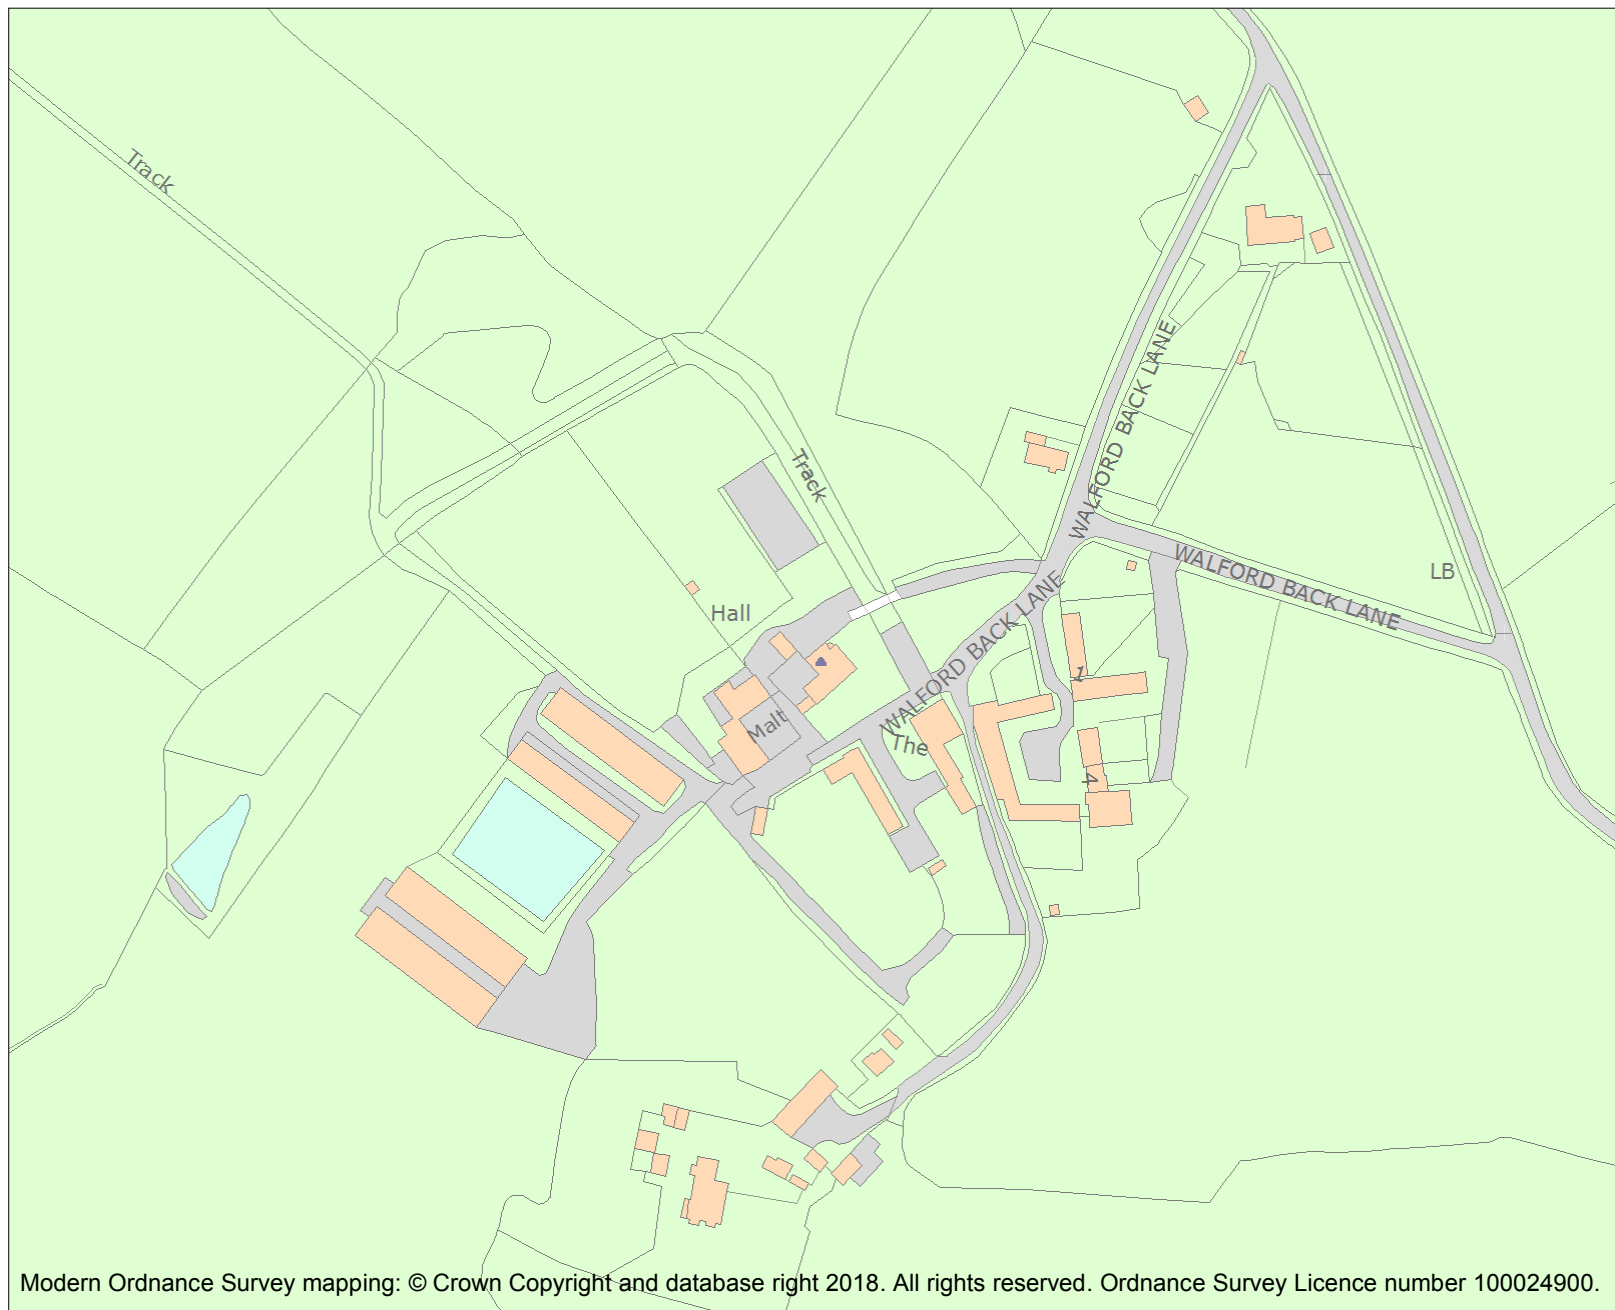 Track
WALFORD BACK LANE
Track
WALFORD BACK LANE
LB
WALFORD BACK LANE
Hall
1
WALFORD BACK LANE
Malt
The
4
Modern Ordnance Survey mapping: © Crown Copyright and database right 2018. All rights reserved. Ordnance Survey Licence number 100024900.